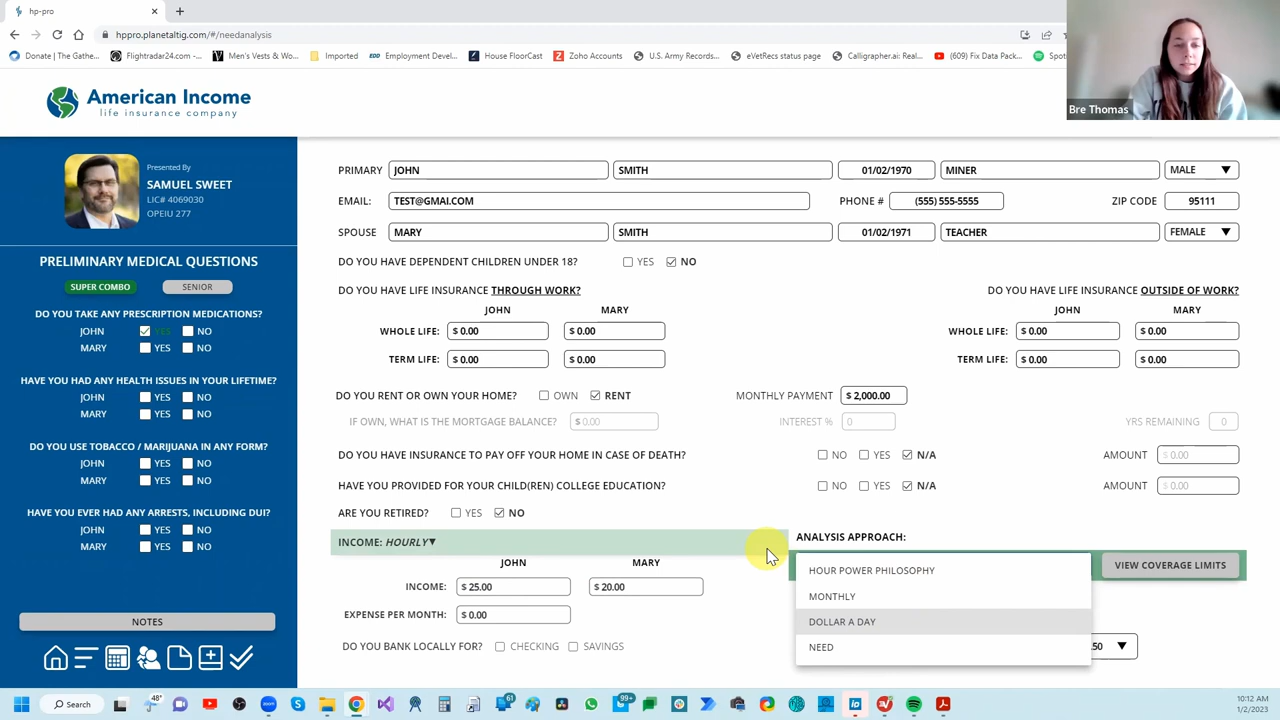 hp-pro
hppro.planetaltig.com/#/needanalysis
Donate | The Gathe...
Flightradar24.com -...
Men's Vests & Wo...
Imported
EDD
Employment Devel...
House FloorCast
Zoho Accounts
U.S. Army Records...
eVetRecs status page
Calligrapher.ai: Real...
(609) Fix Data Pack...
Spot
Bre Thomas
American Income
life insurance company
Presented By
SAMUEL SWEET
LIC# 4069030
OPEIU 277
PRELIMINARY MEDICAL QUESTIONS
SUPER COMBO SENIOR
DO YOU TAKE ANY PRESCRIPTION MEDICATIONS?
JOHN YES NO
MARY YES NO
HAVE YOU HAD ANY HEALTH ISSUES IN YOUR LIFETIME?
JOHN YES NO
MARY YES NO
DO YOU USE TOBACCO / MARIJUANA IN ANY FORM?
JOHN YES NO
MARY YES NO
HAVE YOU EVER HAD ANY ARRESTS, INCLUDING DUI?
JOHN YES NO
MARY YES NO
NOTES
PRIMARY JOHN SMITH 01/02/1970 MINER MALE
EMAIL: TEST@GMAI.COM PHONE # (555) 555-5555 ZIP CODE 95111
SPOUSE MARY SMITH 01/02/1971 TEACHER FEMALE
DO YOU HAVE DEPENDENT CHILDREN UNDER 18? YES NO
DO YOU HAVE LIFE INSURANCE THROUGH WORK? DO YOU HAVE LIFE INSURANCE OUTSIDE OF WORK?
JOHN MARY JOHN MARY
WHOLE LIFE: $ 0.00 $ 0.00 WHOLE LIFE: $ 0.00 $ 0.00
TERM LIFE: $ 0.00 $ 0.00 TERM LIFE: $ 0.00 $ 0.00
DO YOU RENT OR OWN YOUR HOME? OWN RENT MONTHLY PAYMENT $ 2,000.00
IF OWN, WHAT IS THE MORTGAGE BALANCE? $ 0.00 INTEREST % 0 YRS REMAINING 0
DO YOU HAVE INSURANCE TO PAY OFF YOUR HOME IN CASE OF DEATH? NO YES N/A AMOUNT $ 0.00
HAVE YOU PROVIDED FOR YOUR CHILD(REN) COLLEGE EDUCATION? NO YES N/A AMOUNT $ 0.00
ARE YOU RETIRED? YES NO
INCOME: HOURLY▼
JOHN MARY
INCOME: $ 25.00 $ 20.00
EXPENSE PER MONTH: $ 0.00
DO YOU BANK LOCALLY FOR? CHECKING SAVINGS
ANALYSIS APPROACH:
HOUR POWER PHILOSOPHY
MONTHLY
DOLLAR A DAY
NEED
VIEW COVERAGE LIMITS
.50
48°
Search
61
99+
10:12 AM
1/2/2023